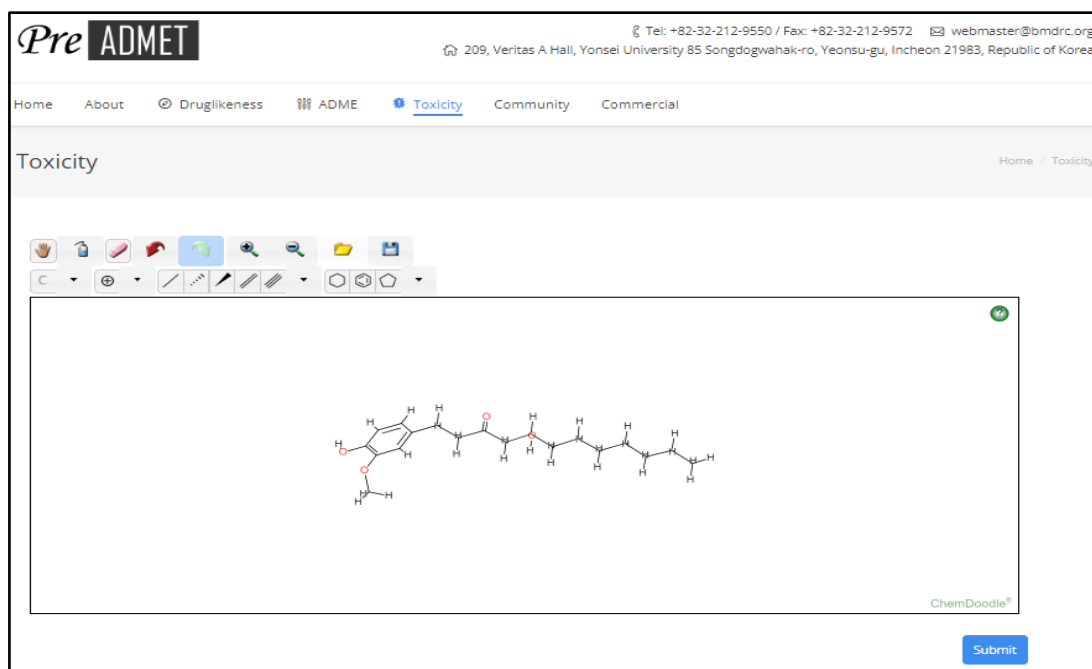 Pre ADMET
Tel: +82-32-212-9550 / Fax: +82-32-212-9572 webmaster@bmdrc.org
209, Veritas A Hall, Yonsei University 85 Songdogwahak-ro, Yeonsu-gu, Incheon 21983, Republic of Korea
Home About Druglikeness ADME Toxicity Community Commercial
Toxicity
Home / Toxicity
C
?
O H H H H H H H
H H
H O
H H H H H H
O H
H H
ChemDoodle®
Submit